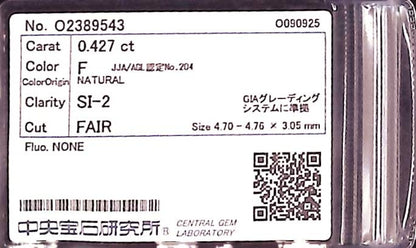 No. O2389543 O090925
Carat 0.427 ct
Color F JJA/AGL認定No.204
ColorOrigin NATURAL
Clarity SI-2 GIAグレーディング
システムに準拠
Cut FAIR Size 4.70 - 4.76 × 3.05 mm
Fluo. NONE
中央宝石研究所® CENTRAL GEM
LABORATORY